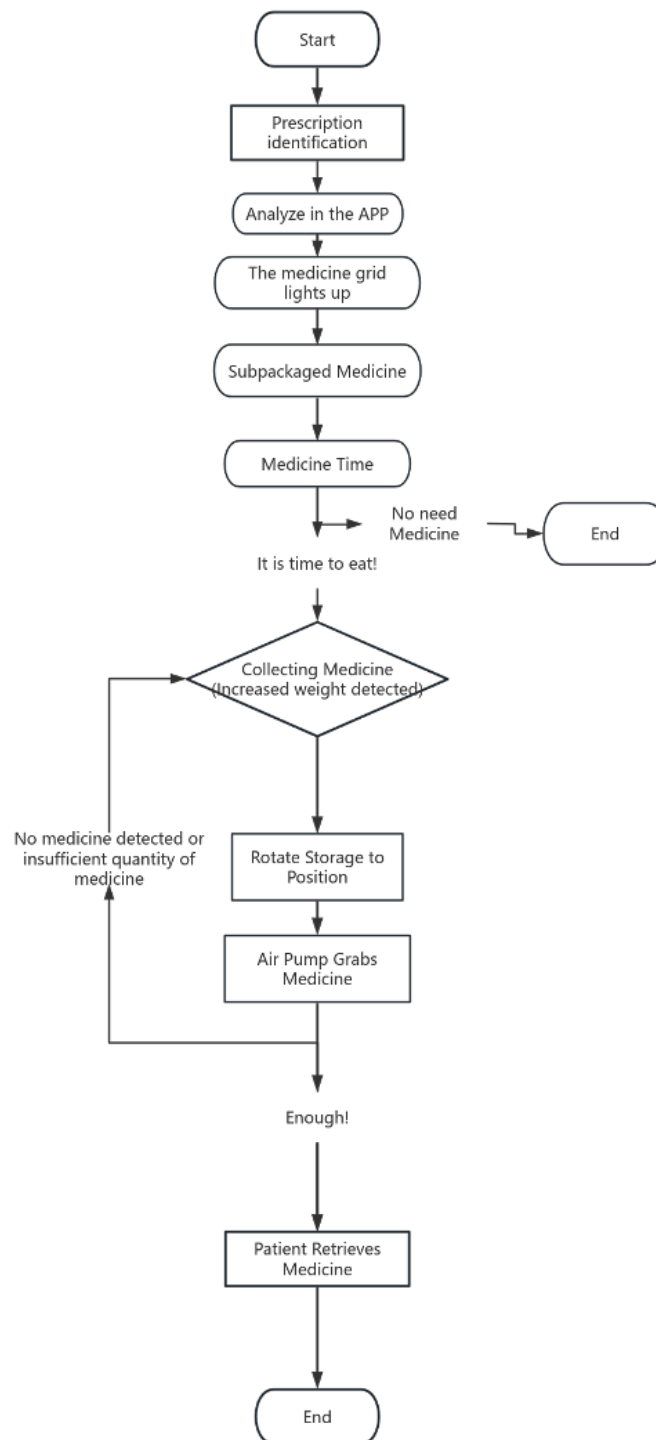 Start
Prescription
identification
Analyze in the APP
The medicine grid
lights up
Subpackaged Medicine
Medicine Time
No need
Medicine
End
It is time to eat!
Collecting Medicine
(Increased weight detected)
No medicine detected or
insufficient quantity of
medicine
Rotate Storage to
Position
Air Pump Grabs
Medicine
Enough!
Patient Retrieves
Medicine
End